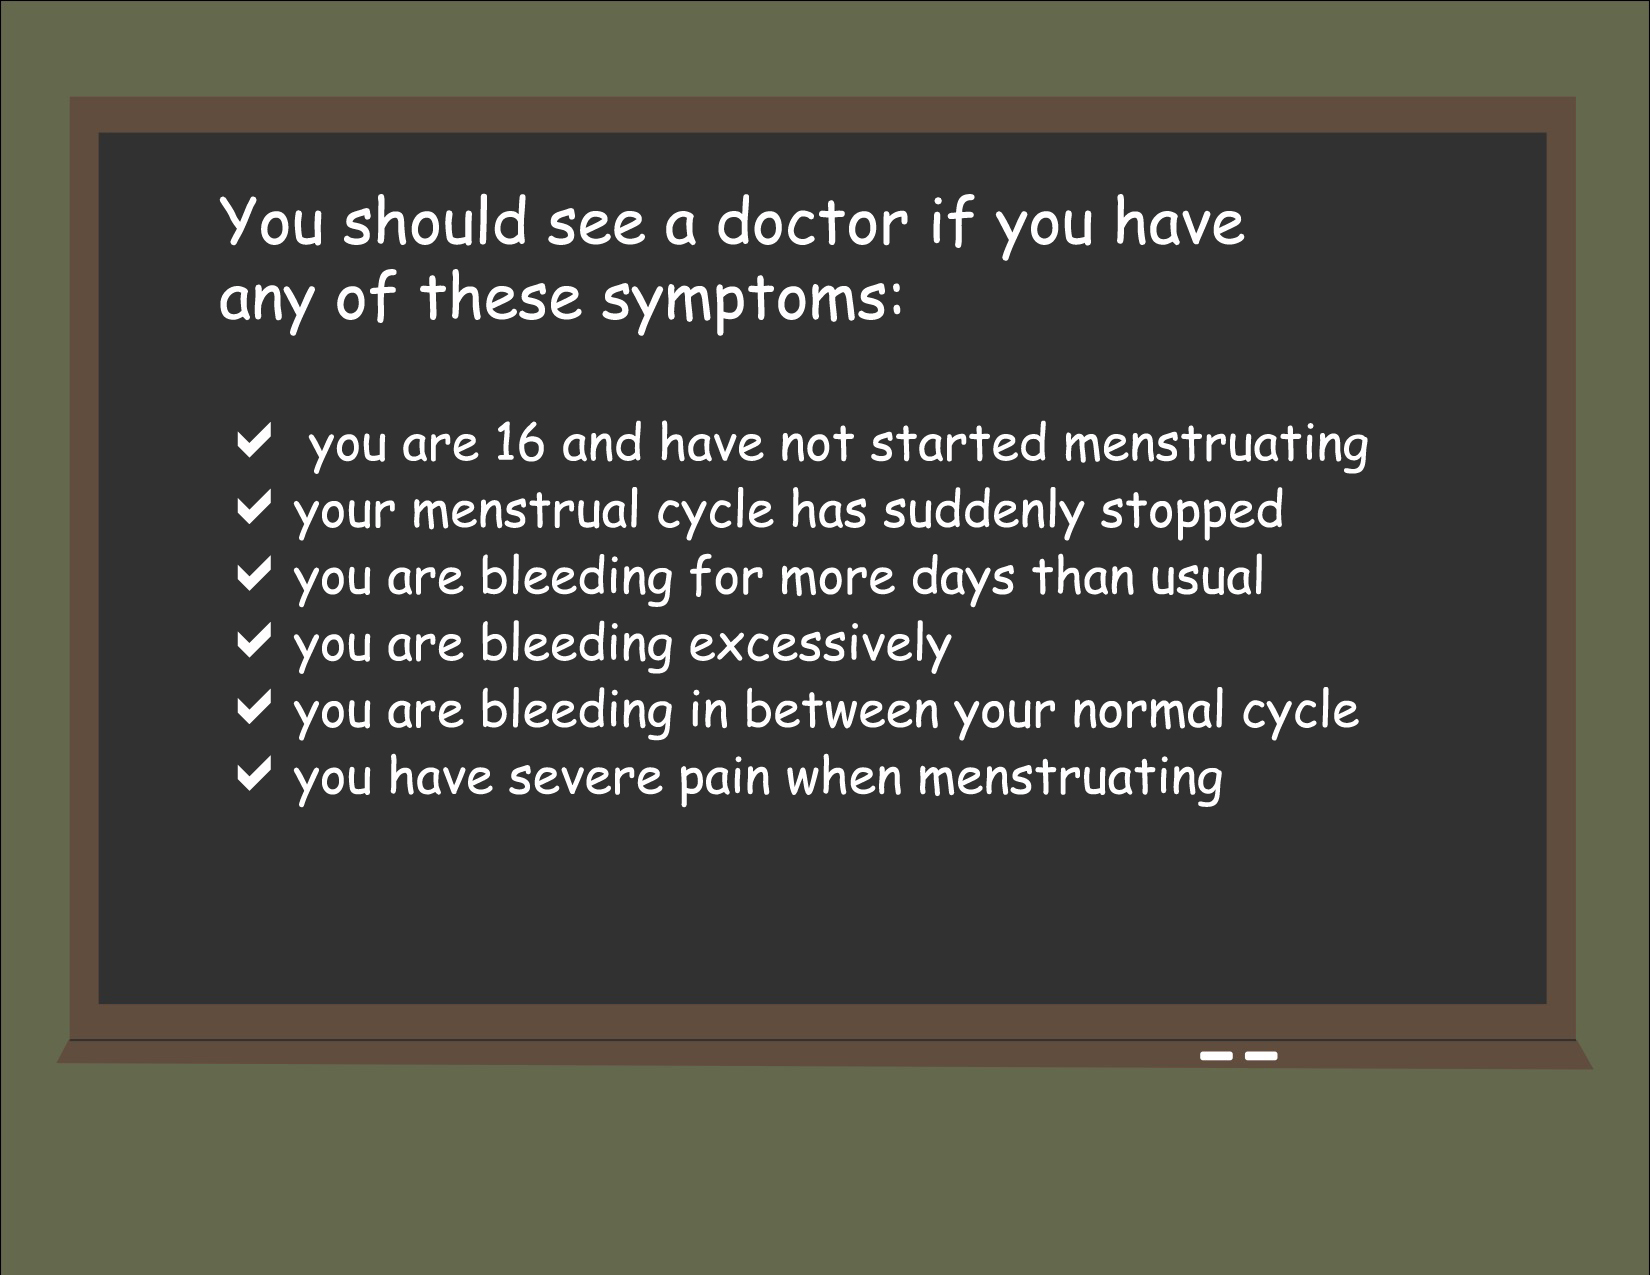 You should see a doctor if you have
any of these symptoms:
✔ you are 16 and have not started menstruating
✔ your menstrual cycle has suddenly stopped
✔ you are bleeding for more days than usual
✔ you are bleeding excessively
✔ you are bleeding in between your normal cycle
✔ you have severe pain when menstruating